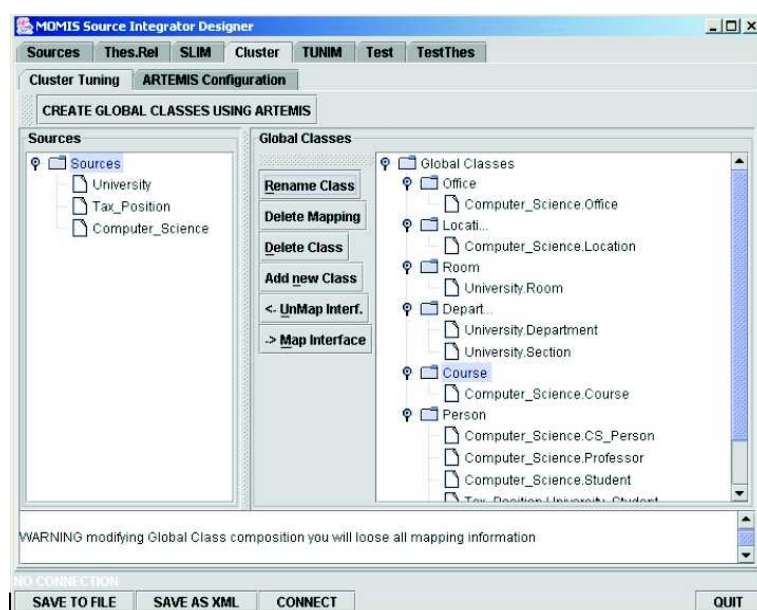 MOMIS Source Integrator Designer
Sources Thes.Rel SLIM Cluster TUNIM Test TestThes
Cluster Tuning ARTEMIS Configuration
CREATE GLOBAL CLASSES USING ARTEMIS
Sources
Sources
University
Tax_Position
Computer_Science
Global Classes
Rename Class
Delete Mapping
Delete Class
Add new Class
<- UnMap Interf.
-> Map Interface
Global Classes
Office
Computer_Science.Office
Locati...
Computer_Science.Location
Room
University.Room
Depart...
University.Department
University.Section
Course
Computer_Science.Course
Person
Computer_Science.CS_Person
Computer_Science.Professor
Computer_Science.Student
Tax_Position.University_Student
WARNING modifying Global Class composition you will loose all mapping information
NO CONNECTION
SAVE TO FILE SAVE AS XML CONNECT QUIT